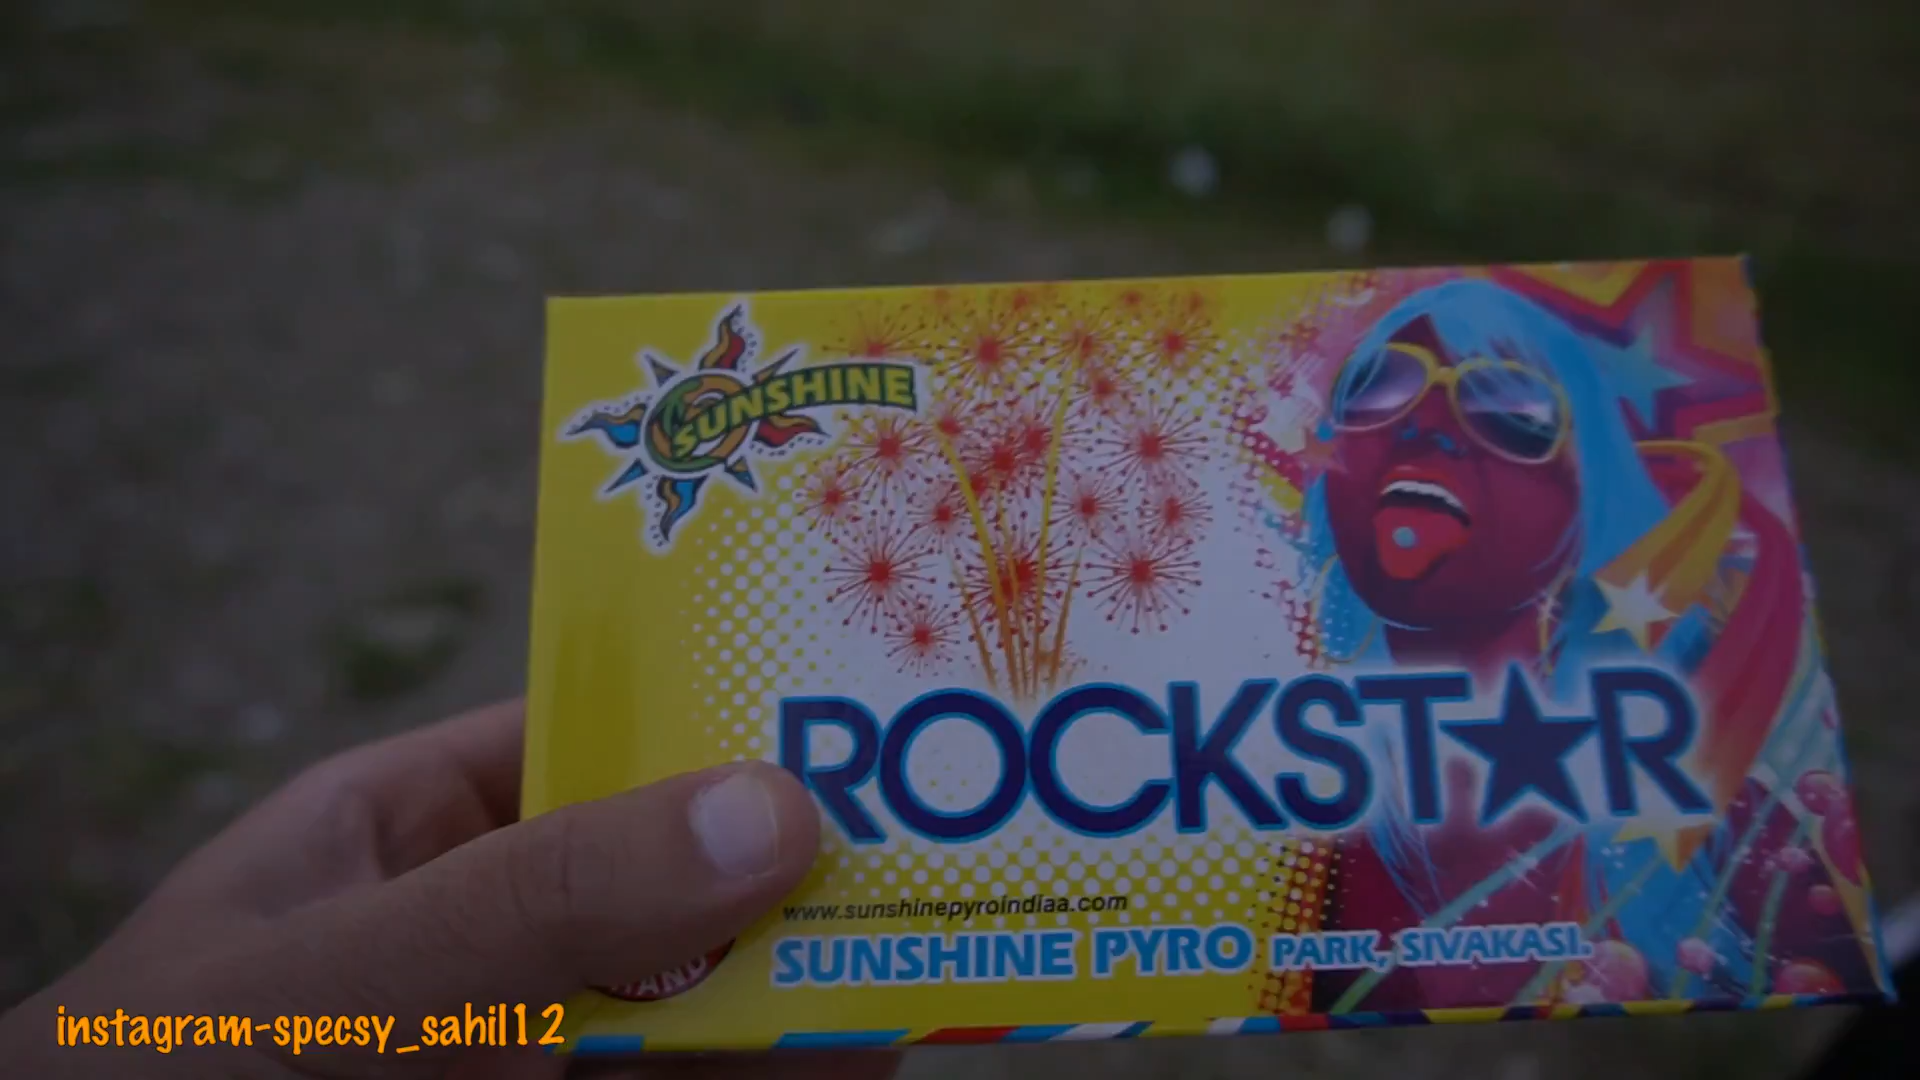 SUNSHINE
ROCKSTAR
www.sunshinepyroindiaa.com
SUNSHINE PYRO PARK, SIVAKASI.
instagram-specsy_sahil12